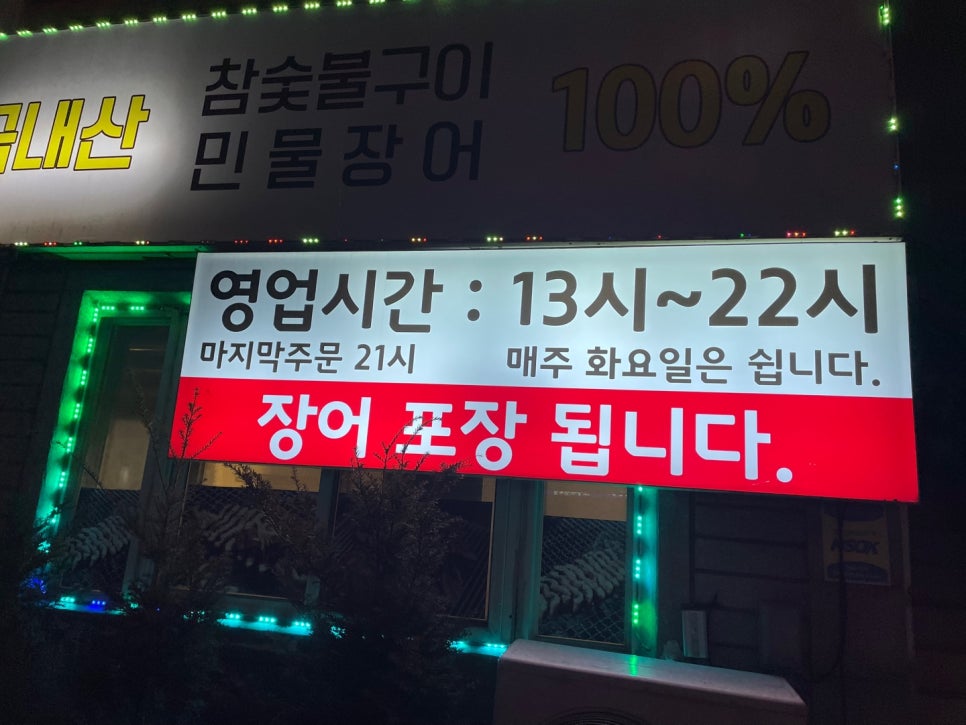 국내산
참숯불구이
민물장어
100%
영업시간 : 13시~22시
마지막주문 21시 매주 화요일은 쉽니다.
장어 포장 됩니다.